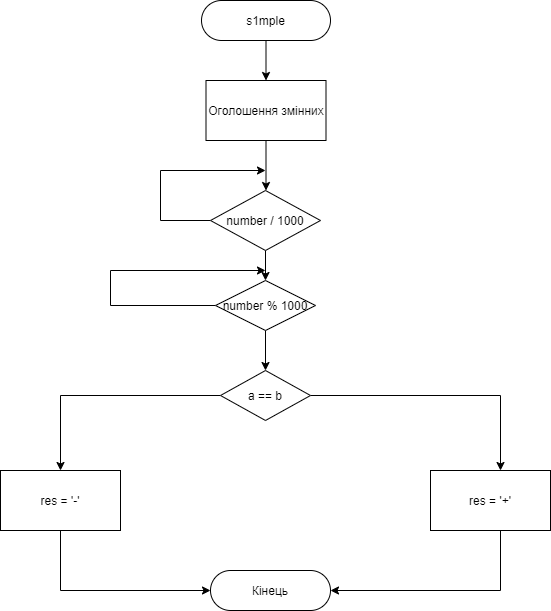 s1mple
Оголошення змінних
number / 1000
number % 1000
a == b
res = '-'
res = '+'
Кінець